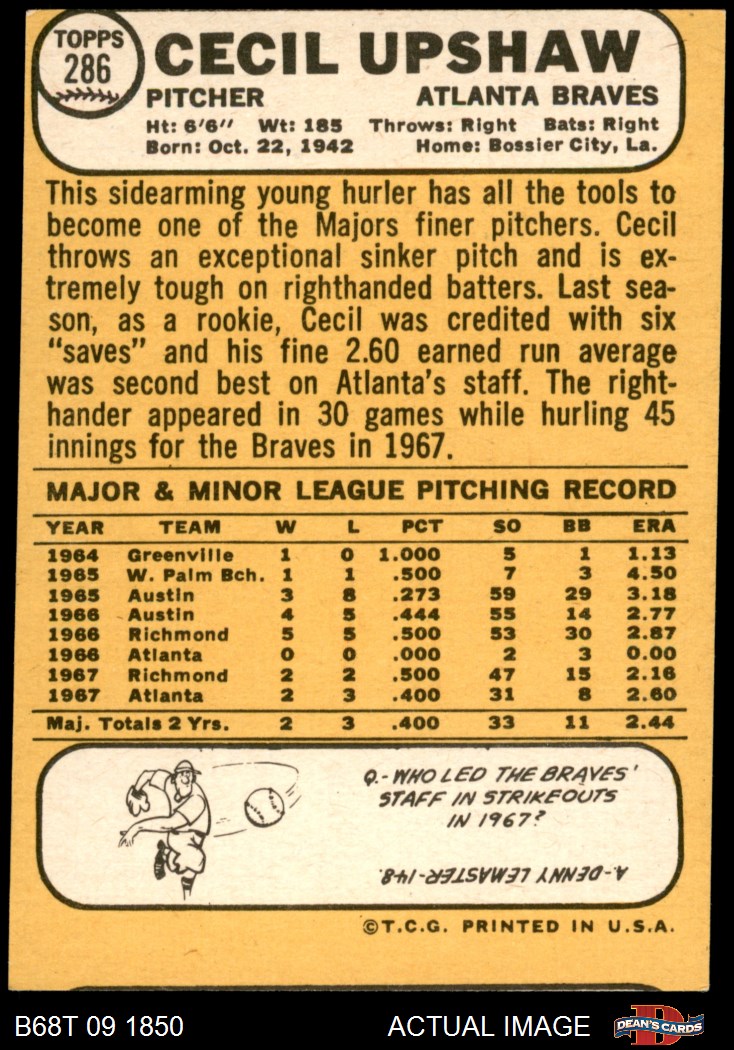 TOPPS
286
CECIL UPSHAW
PITCHER ATLANTA BRAVES
Ht: 6'6" Wt: 185 Throws: Right Bats: Right
Born: Oct. 22, 1942 Home: Bossier City, La.
This sidearming young hurler has all the tools to
become one of the Majors finer pitchers. Cecil
throws an exceptional sinker pitch and is ex-
tremely tough on righthanded batters. Last sea-
son, as a rookie, Cecil was credited with six
"saves" and his fine 2.60 earned run average
was second best on Atlanta's staff. The right-
hander appeared in 30 games while hurling 45
innings for the Braves in 1967.
MAJOR & MINOR LEAGUE PITCHING RECORD
YEAR TEAM W L PCT SO BB ERA
1964 Greenville 1 0 1.000 5 1 1.13
1965 W. Palm Bch. 1 1 .500 7 3 4.50
1965 Austin 3 8 .273 59 29 3.18
1966 Austin 4 5 .444 55 14 2.77
1966 Richmond 5 5 .500 53 30 2.87
1966 Atlanta 0 0 .000 2 3 0.00
1967 Richmond 2 2 .500 47 15 2.16
1967 Atlanta 2 3 .400 31 8 2.60
Maj. Totals 2 Yrs. 2 3 .400 33 11 2.44
Q.-WHO LED THE BRAVES'
STAFF IN STRIKEOUTS
IN 1967?
A-DENNY LEMASTER-148.
©T.C.G. PRINTED IN U.S.A.
B68T 09 1850 ACTUAL IMAGE
D
DEAN'S CARDS